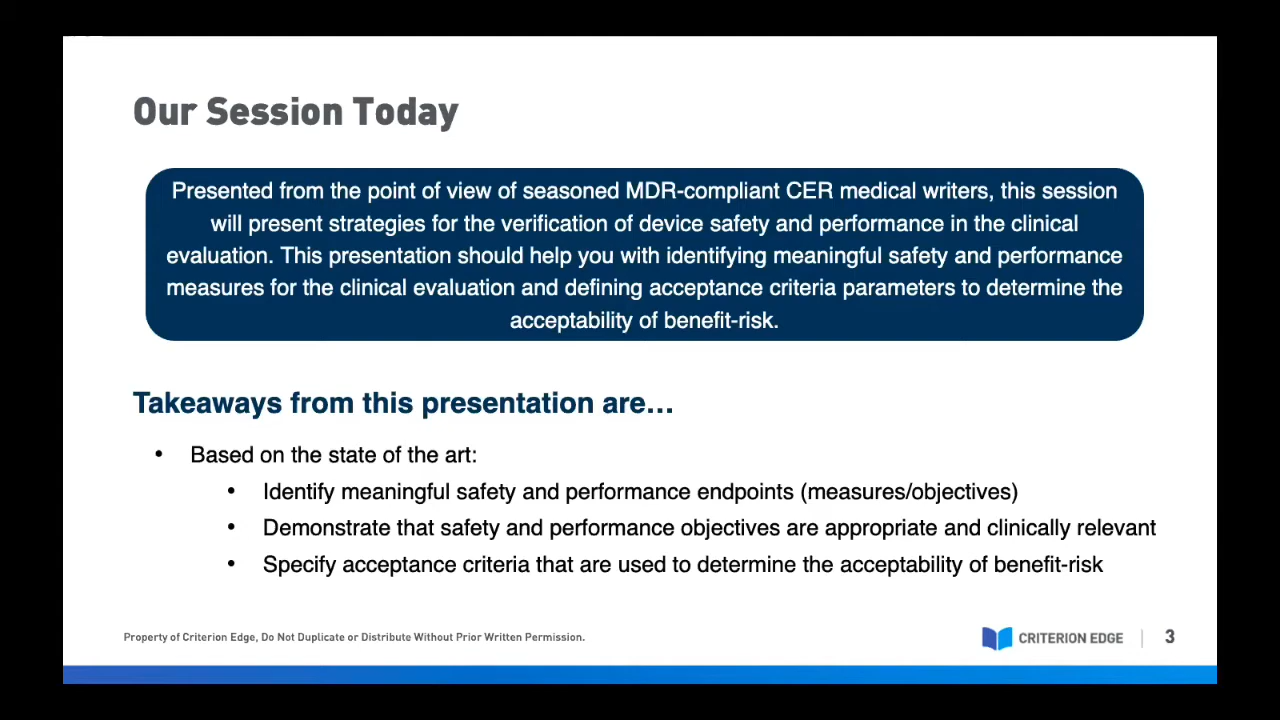 Our Session Today
Presented from the point of view of seasoned MDR-compliant CER medical writers, this session
will present strategies for the verification of device safety and performance in the clinical
evaluation. This presentation should help you with identifying meaningful safety and performance
measures for the clinical evaluation and defining acceptance criteria parameters to determine the
acceptability of benefit-risk.
Takeaways from this presentation are…
• Based on the state of the art:
• Identify meaningful safety and performance endpoints (measures/objectives)
• Demonstrate that safety and performance objectives are appropriate and clinically relevant
• Specify acceptance criteria that are used to determine the acceptability of benefit-risk
Property of Criterion Edge, Do Not Duplicate or Distribute Without Prior Written Permission.
CRITERION EDGE | 3